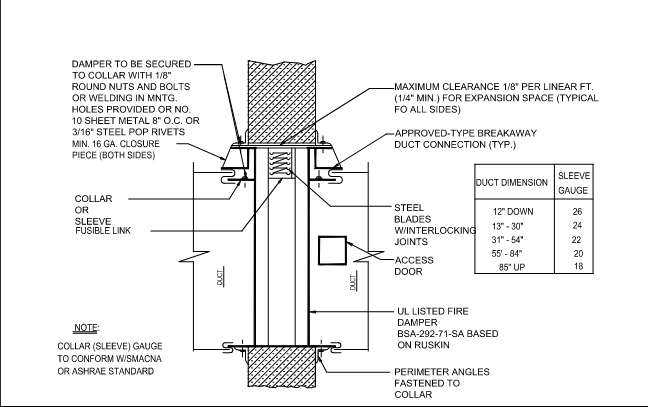 DAMPER TO BE SECURED
TO COLLAR WITH 1/8"
ROUND NUTS AND BOLTS
OR WELDING IN MNTG.
HOLES PROVIDED OR NO.
10 SHEET METAL 8" O.C. OR
3/16" STEEL POP RIVETS
MIN. 16 GA. CLOSURE
PIECE (BOTH SIDES)
COLLAR
OR
SLEEVE
FUSIBLE LINK
DUCT
NOTE:
COLLAR (SLEEVE) GAUGE
TO CONFORM W/SMACNA
OR ASHRAE STANDARD
MAXIMUM CLEARANCE 1/8" PER LINEAR FT.
(1/4" MIN.) FOR EXPANSION SPACE (TYPICAL
FO ALL SIDES)
APPROVED-TYPE BREAKAWAY
DUCT CONNECTION (TYP.)
STEEL
BLADES
W/INTERLOCKING
JOINTS
ACCESS
DOOR
DUCT
UL LISTED FIRE
DAMPER
BSA-292-71-SA BASED
ON RUSKIN
PERIMETER ANGLES
FASTENED TO
COLLAR
DUCT DIMENSION SLEEVE GAUGE
12" DOWN 26
13" - 30" 24
31" - 54" 22
55' - 84" 20
85" UP 18